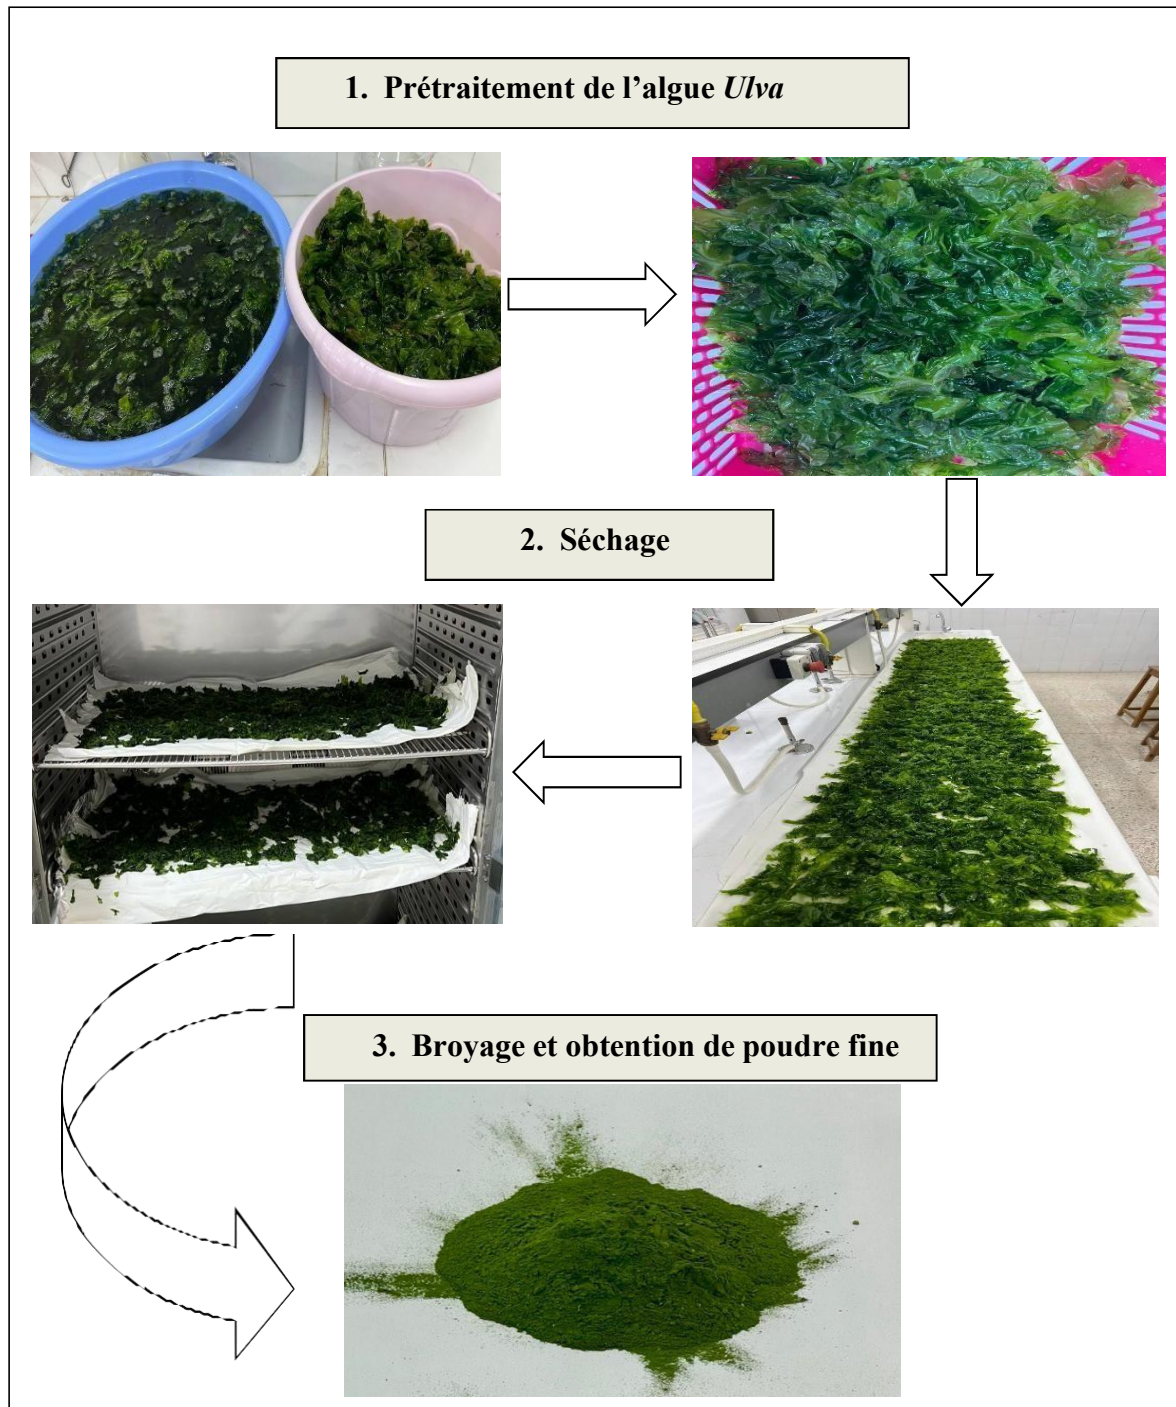 1. Prétraitement de l’algue Ulva
2. Séchage
3. Broyage et obtention de poudre fine